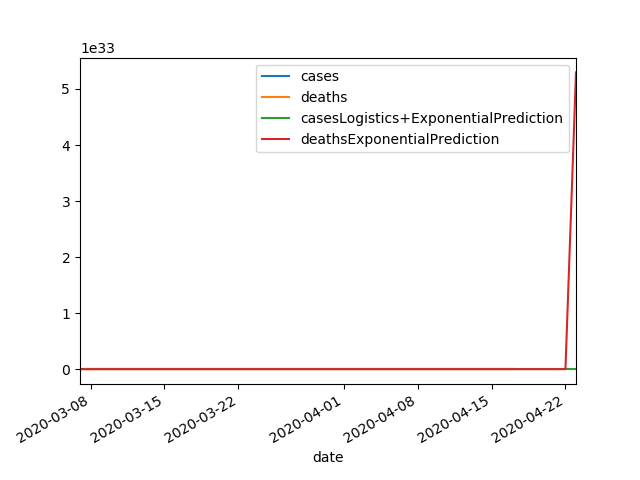 1e33
cases
deaths
casesLogistics+ExponentialPrediction
deathsExponentialPrediction
5
4
3
2
1
0
2020-03-08
2020-03-15
2020-03-22
2020-04-01
2020-04-08
2020-04-15
2020-04-22
date